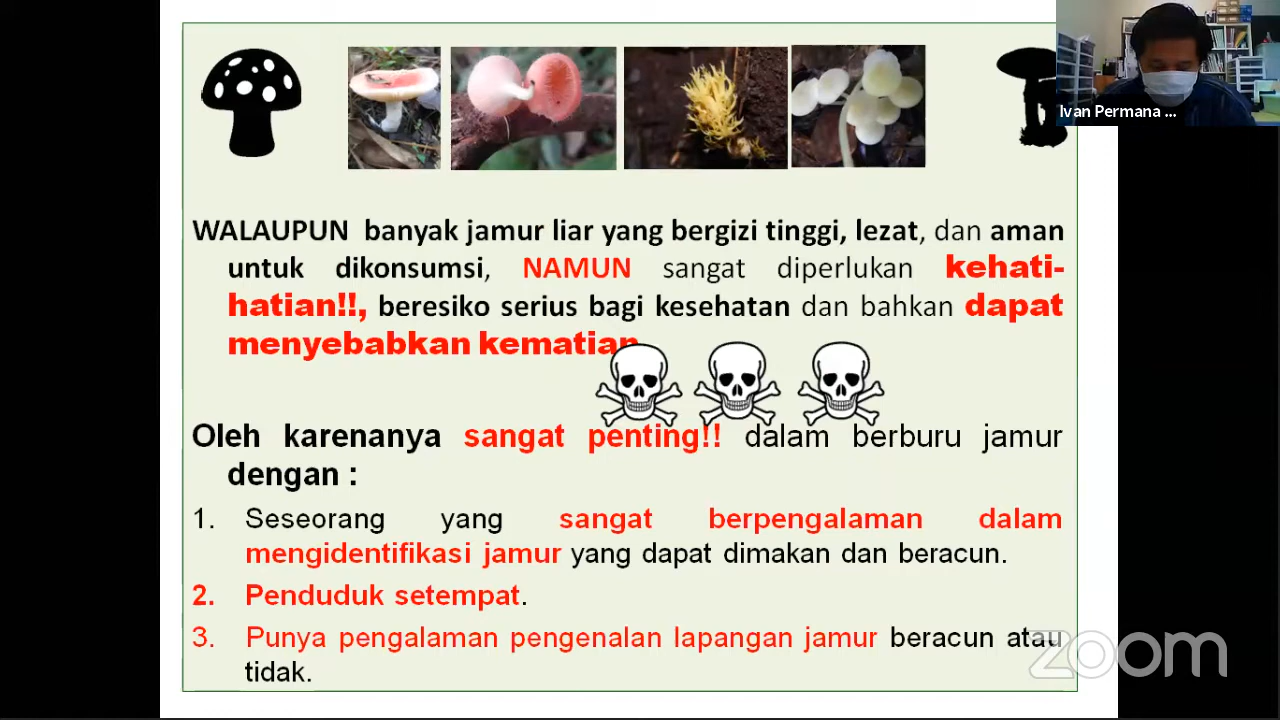 Ivan Permana ...
WALAUPUN banyak jamur liar yang bergizi tinggi, lezat, dan aman
untuk dikonsumsi, NAMUN sangat diperlukan kehati-
hatian!!, beresiko serius bagi kesehatan dan bahkan dapat
menyebabkan kematian
Oleh karenanya sangat penting!! dalam berburu jamur
dengan :
1. Seseorang yang sangat berpengalaman dalam
mengidentifikasi jamur yang dapat dimakan dan beracun.
2. Penduduk setempat.
3. Punya pengalaman pengenalan lapangan jamur beracun atau
tidak.
zoom